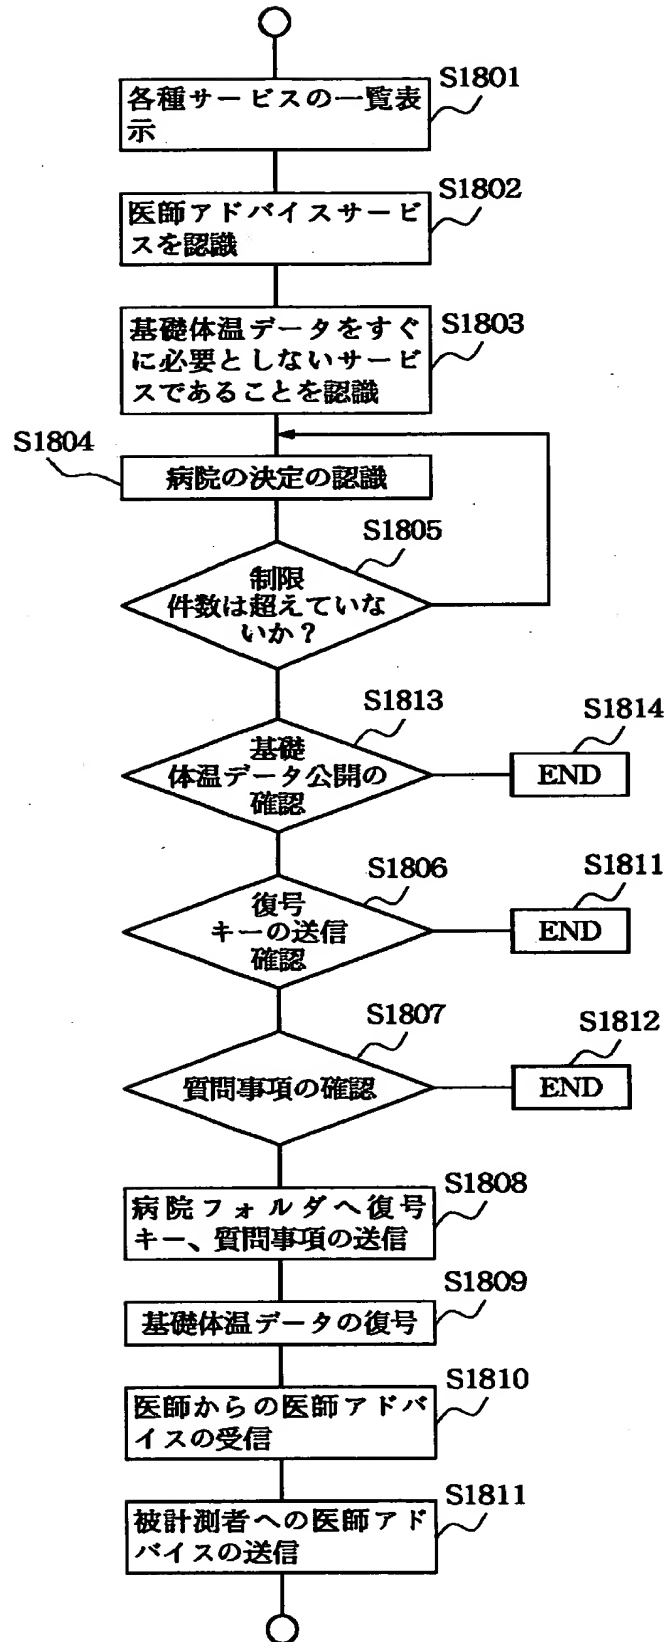 S1801
各種サービスの一覧表
示
S1802
医師アドバイスサービ
スを認識
S1803
基礎体温データをすぐ
に必要としないサービ
スであることを認識
S1804
病院の決定の認識
S1805
制限
件数は超えていな
いか？
S1813
基礎
体温データ公開の
確認
S1814
END
S1806
復号
キーの送信
確認
S1811
END
S1807
質問事項の確認
S1812
END
S1808
病院フォルダへ復号
キー、質問事項の送信
S1809
基礎体温データの復号
S1810
医師からの医師アドバ
イスの受信
S1811
被計測者への医師アド
バイスの送信